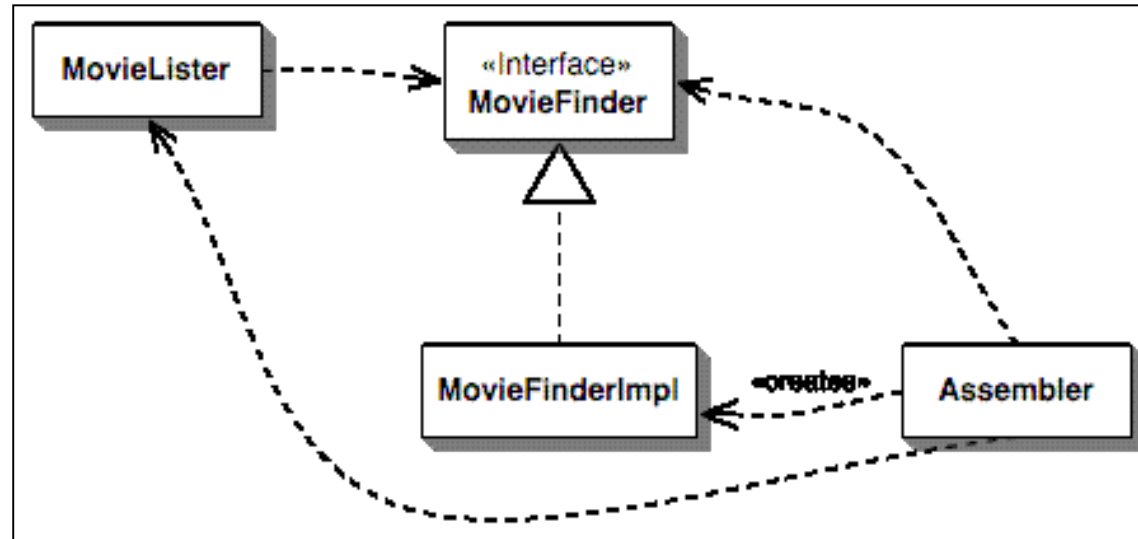 MovieLister
«Interface»
MovieFinder
MovieFinderImpl
«creates»
Assembler